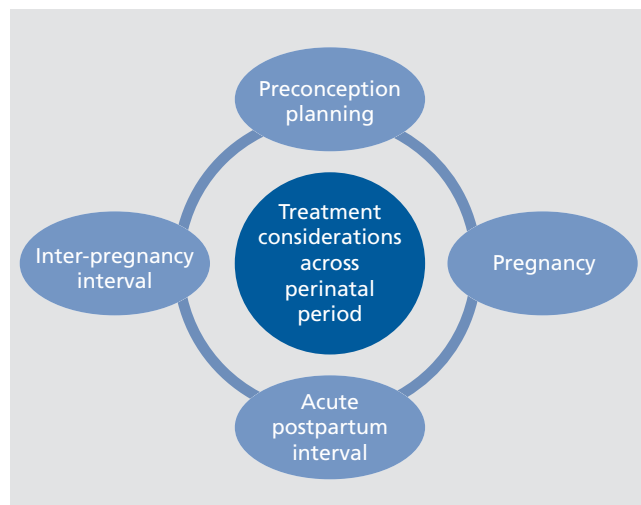 Preconception
planning
Treatment
considerations
across
perinatal
period
Inter-pregnancy
interval
Pregnancy
Acute
postpartum
interval